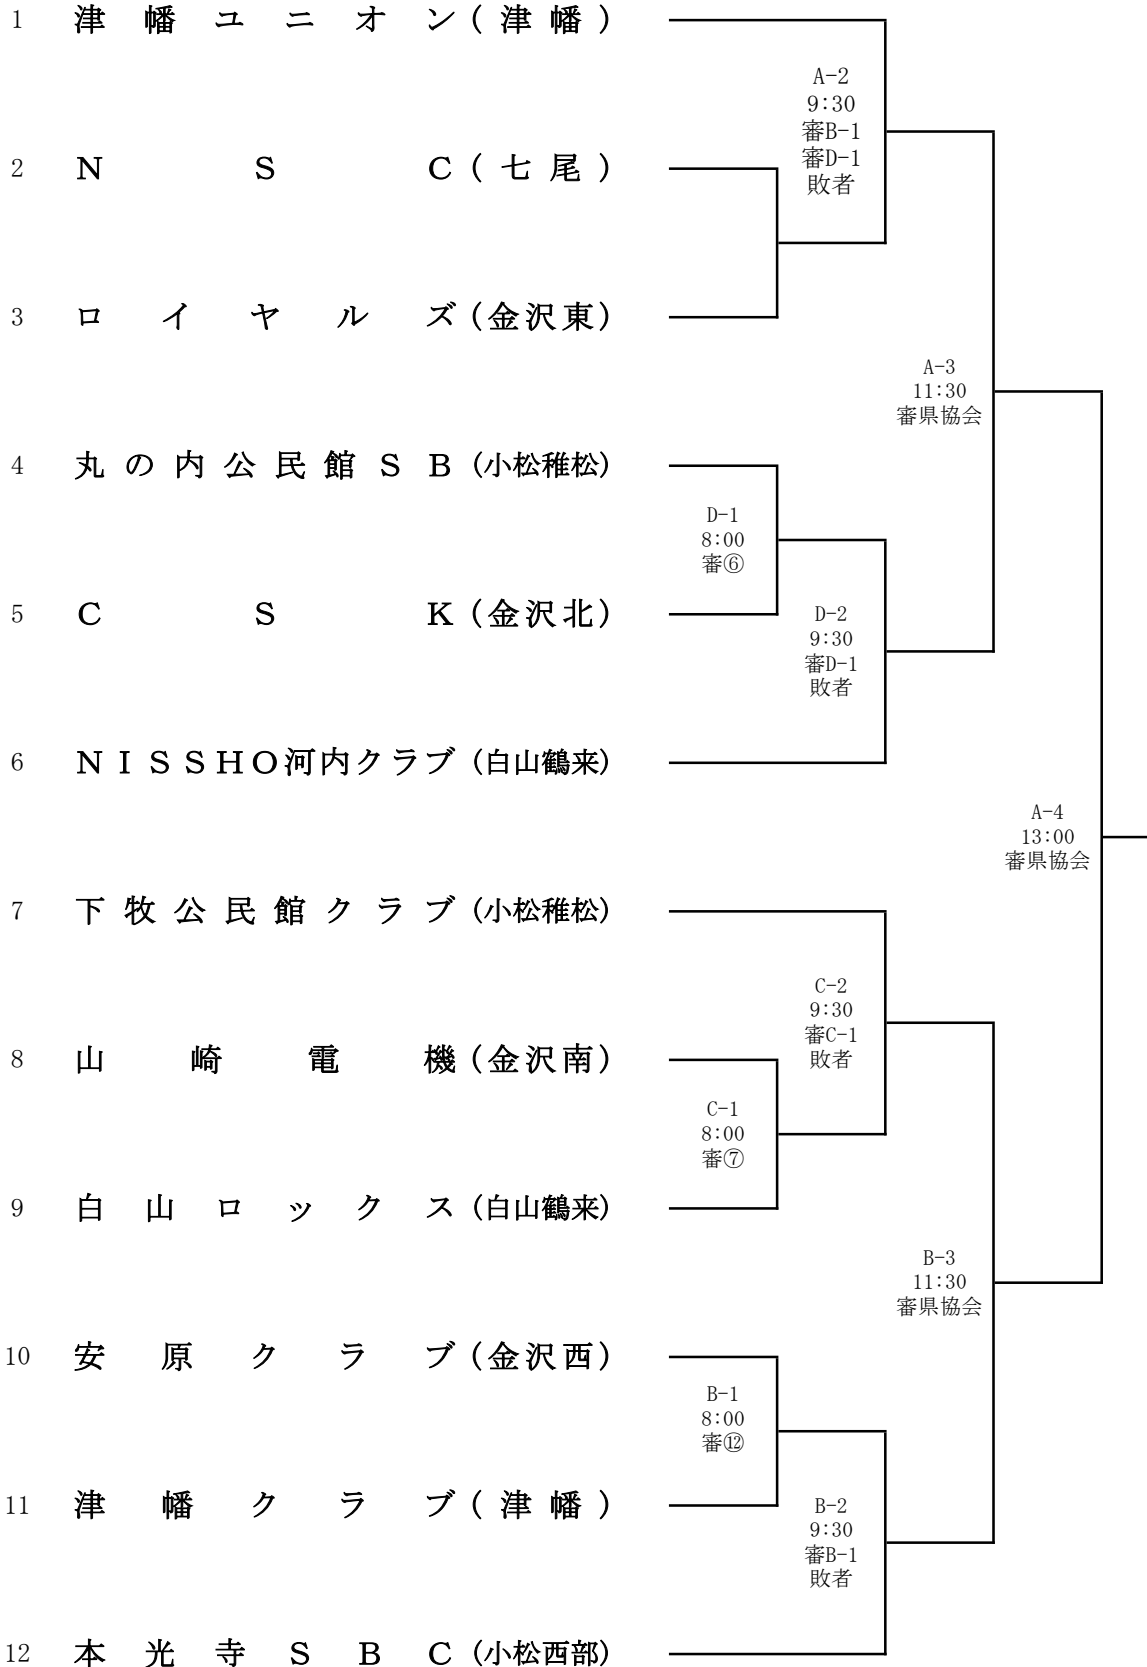 1 津幡ユニオン(津幡)
A-2
9:30
審B-1
審D-1
敗者
2 NSC(七尾)
3 ロイヤルズ(金沢東)
A-3
11:30
審県協会
4 丸の内公民館SB(小松稚松)
D-1
8:00
審⑥
5 CSK(金沢北)
D-2
9:30
審D-1
敗者
6 NISSHO河内クラブ(白山鶴来)
A-4
13:00
審県協会
7 下牧公民館クラブ(小松稚松)
C-2
9:30
審C-1
敗者
8 山崎電機(金沢南)
C-1
8:00
審⑦
9 白山ロックス(白山鶴来)
B-3
11:30
審県協会
10 安原クラブ(金沢西)
B-1
8:00
審⑫
11 津幡クラブ(津幡)
B-2
9:30
審B-1
敗者
12 本光寺SBC(小松西部)